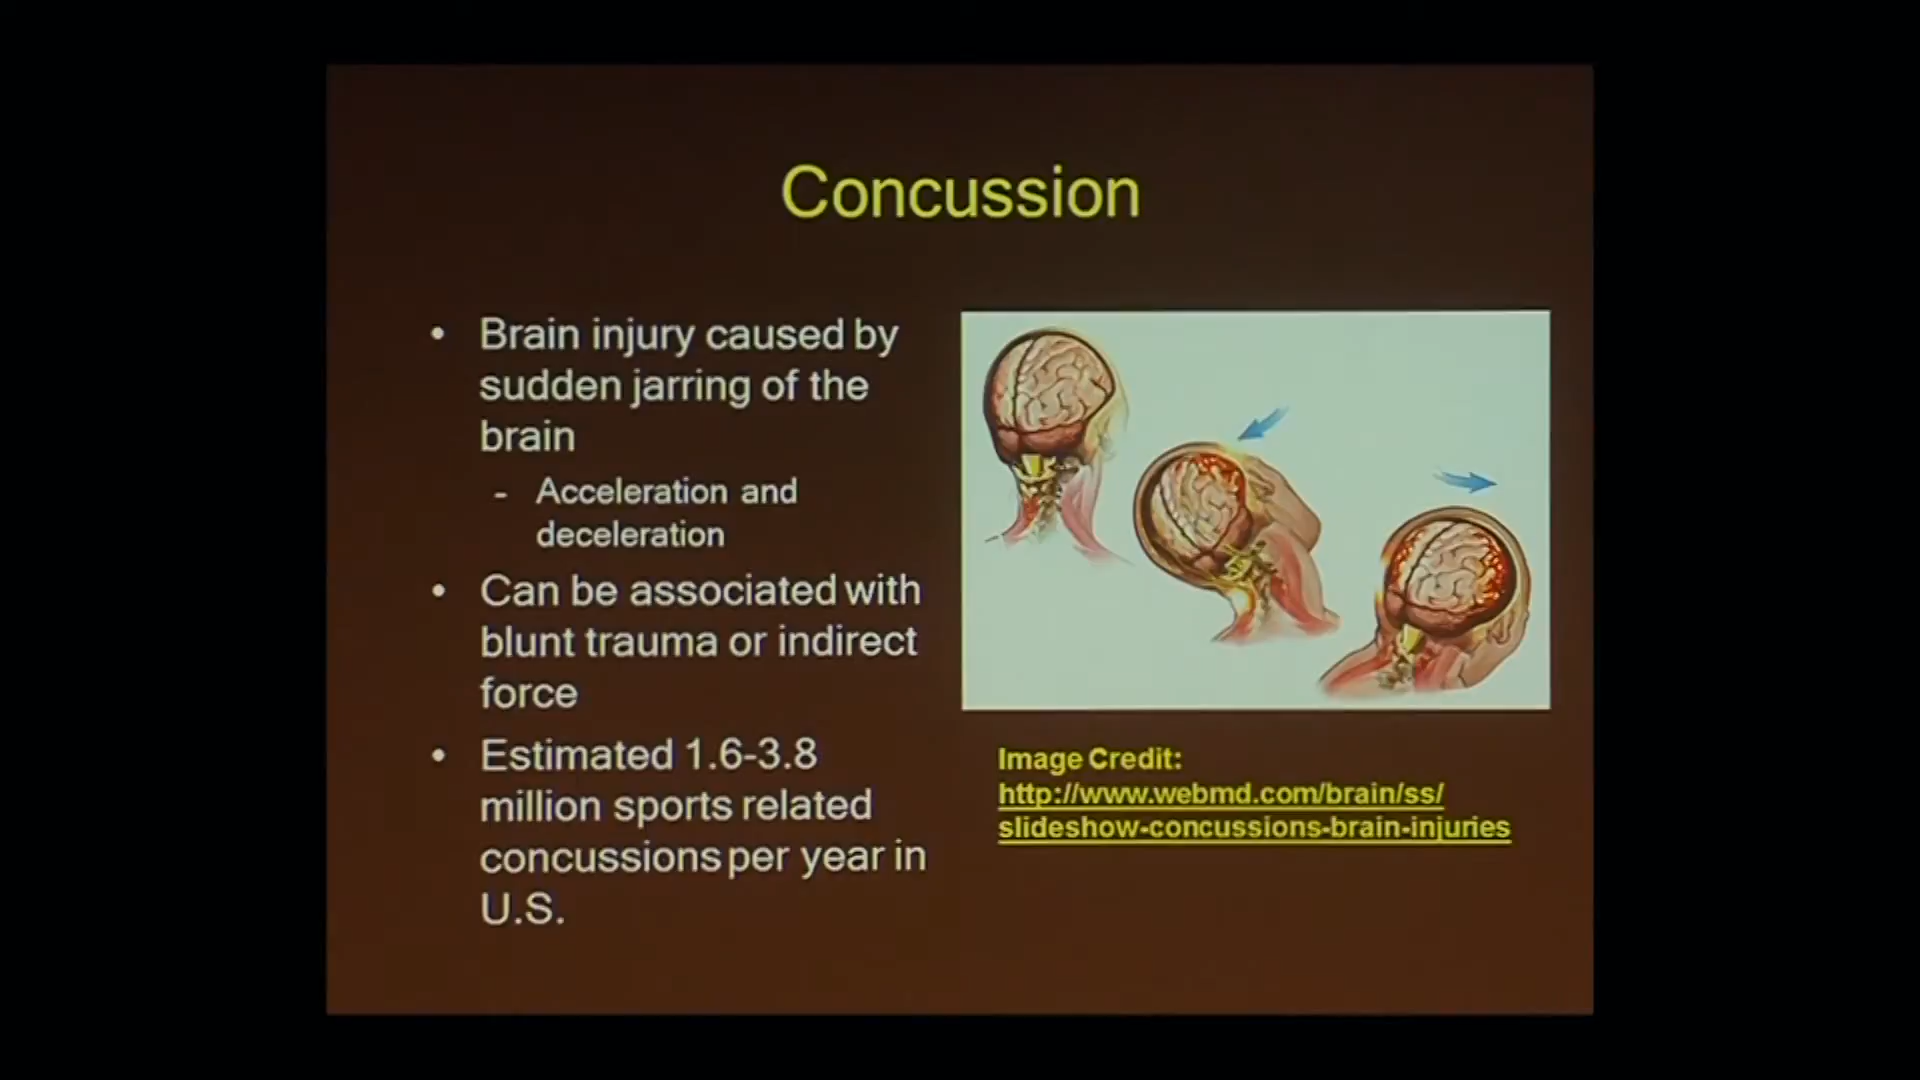 Concussion
• Brain injury caused by
sudden jarring of the
brain
- Acceleration and
deceleration
• Can be associated with
blunt trauma or indirect
force
• Estimated 1.6-3.8
million sports related
concussions per year in
U.S.
Image Credit:
http://www.webmd.com/brain/ss/
slideshow-concussions-brain-injuries